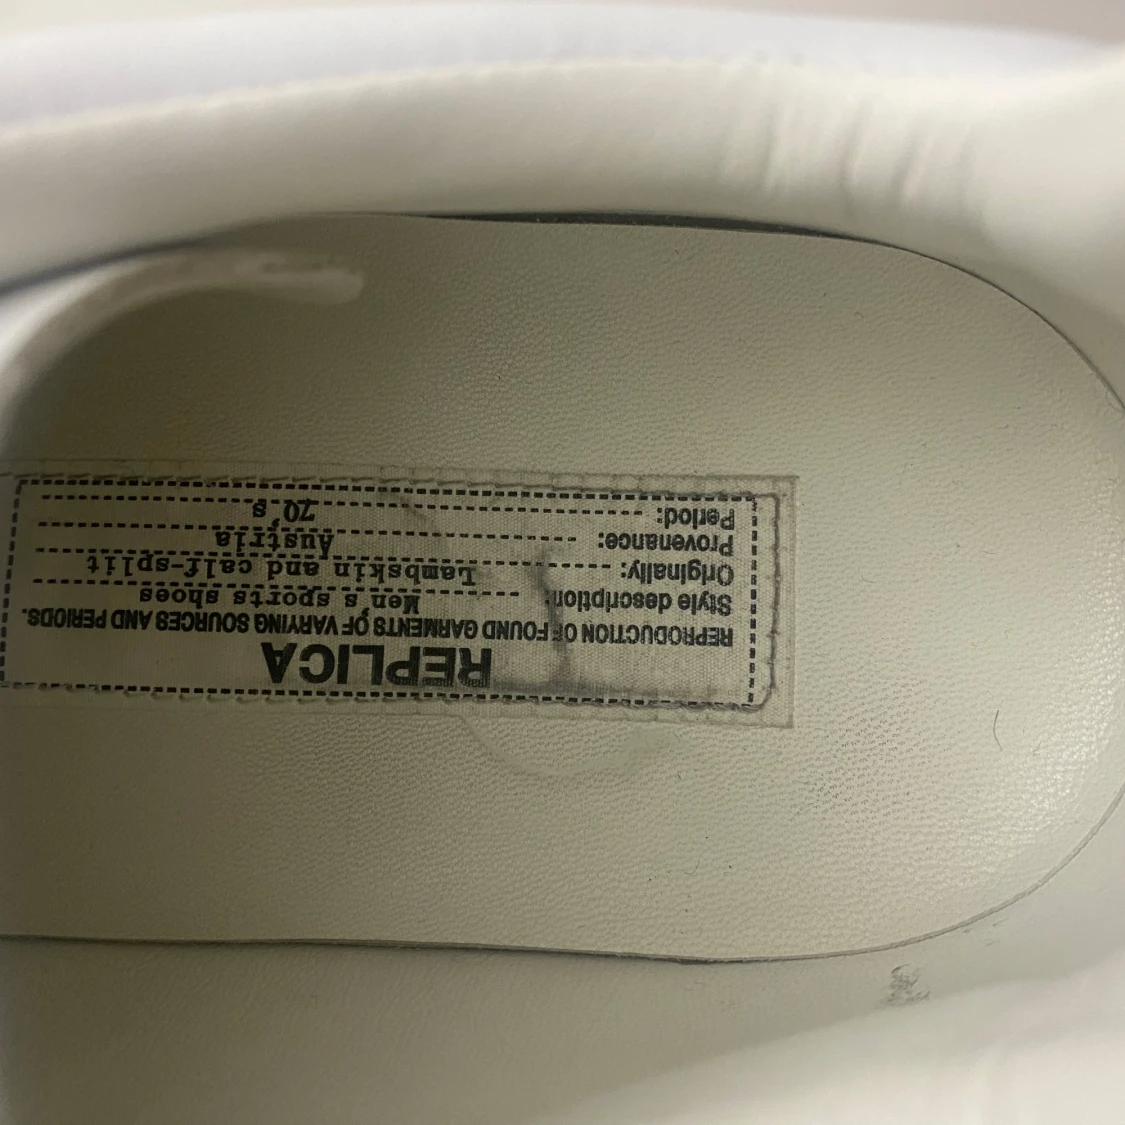 REPLICA
REPRODUCTION OF FOUND GARMENTS OF VARYING SOURCES AND PERIODS.
Style description: Men's sports shoes
Originally: Lambskin and calf-split
Provenance: Austria
Period: 70's